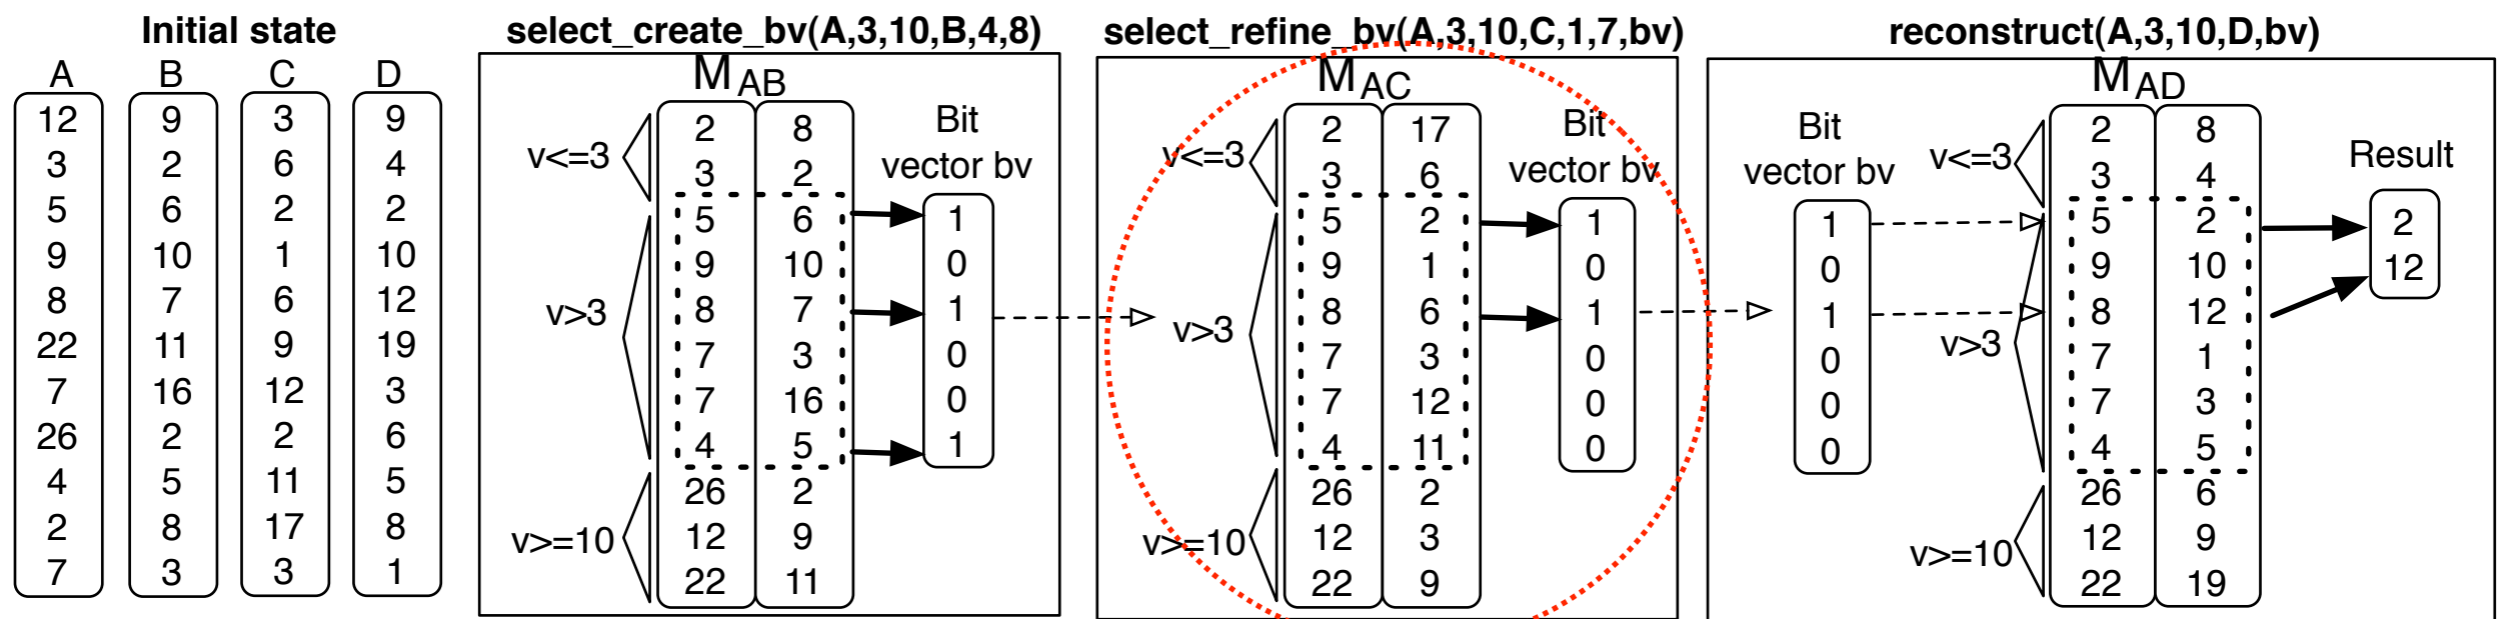 Initial state
A B C D
12 9 3 9
3 2 6 4
5 6 2 2
9 10 1 10
8 7 6 12
22 11 9 19
7 16 12 3
26 2 2 6
4 5 11 5
2 8 17 8
7 3 3 1
select_create_bv(A,3,10,B,4,8)
MAB
Bit
vector bv
v<=3
v>3
v>=10
2 8
3 2
5 6 1
9 10 0
8 7 1
7 3 0
7 16 0
4 5 1
26 2
12 9
22 11
select_refine_bv(A,3,10,C,1,7,bv)
MAC
Bit
vector bv
v<=3
v>3
v>=10
2 17
3 6
5 2 1
9 1 0
8 6 1
7 3 0
7 12 0
4 11 0
26 2
12 3
22 9
reconstruct(A,3,10,D,bv)
Bit
vector bv
1
0
1
0
0
0
MAD
v<=3
v>3
v>=10
2 8
3 4
5 2
9 10
8 12
7 1
7 3
4 5
26 6
12 9
22 19
Result
2
12